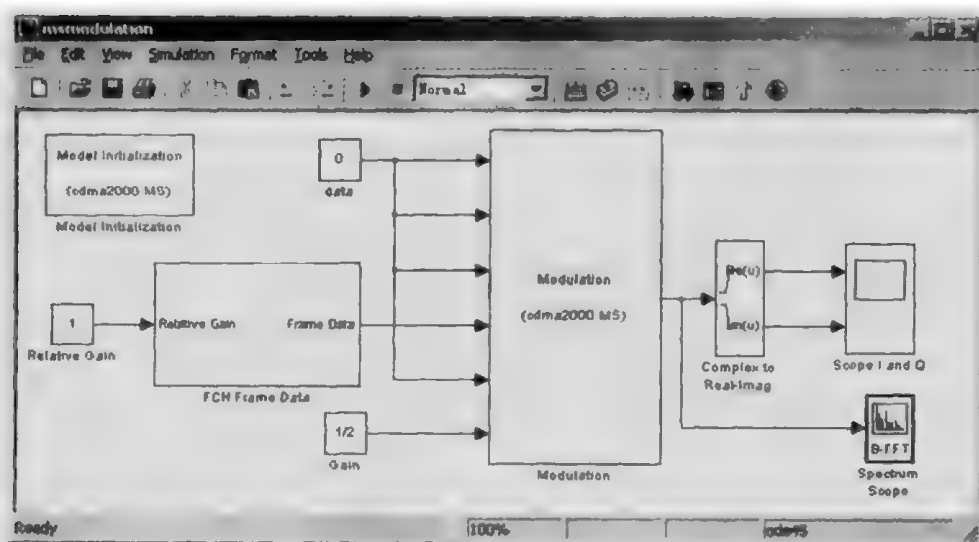 msmodulation
File Edit View Simulation Format Tools Help
Normal
Model Initialization
(cdma2000 MS)
Model Initialization
0
data
1
Relative Gain
Relative Gain
Frame Data
FCH Frame Data
1/2
Gain
Modulation
(cdma2000 MS)
Modulation
Re(u)
Im(u)
Complex to
Real-Imag
Scope I and Q
B-FFT
Spectrum
Scope
Ready
100%
ode45